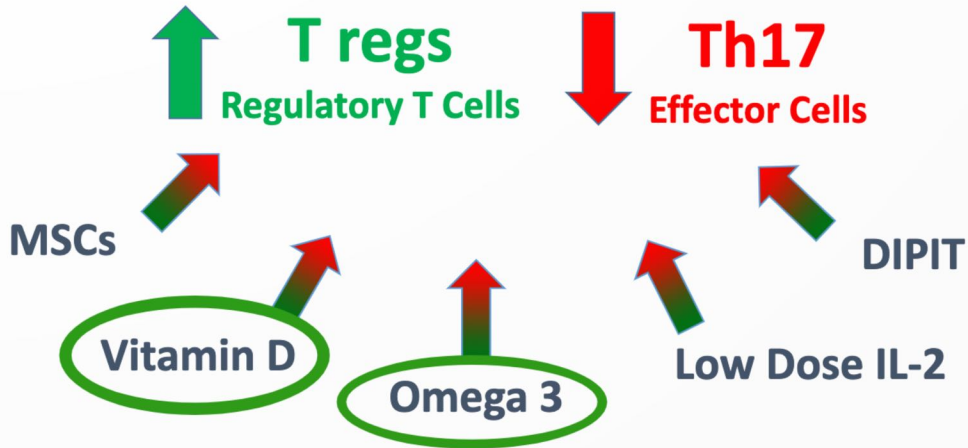 T regs
Regulatory T Cells
Th17
Effector Cells
MSCs
DIPIT
Vitamin D
Omega 3
Low Dose IL-2